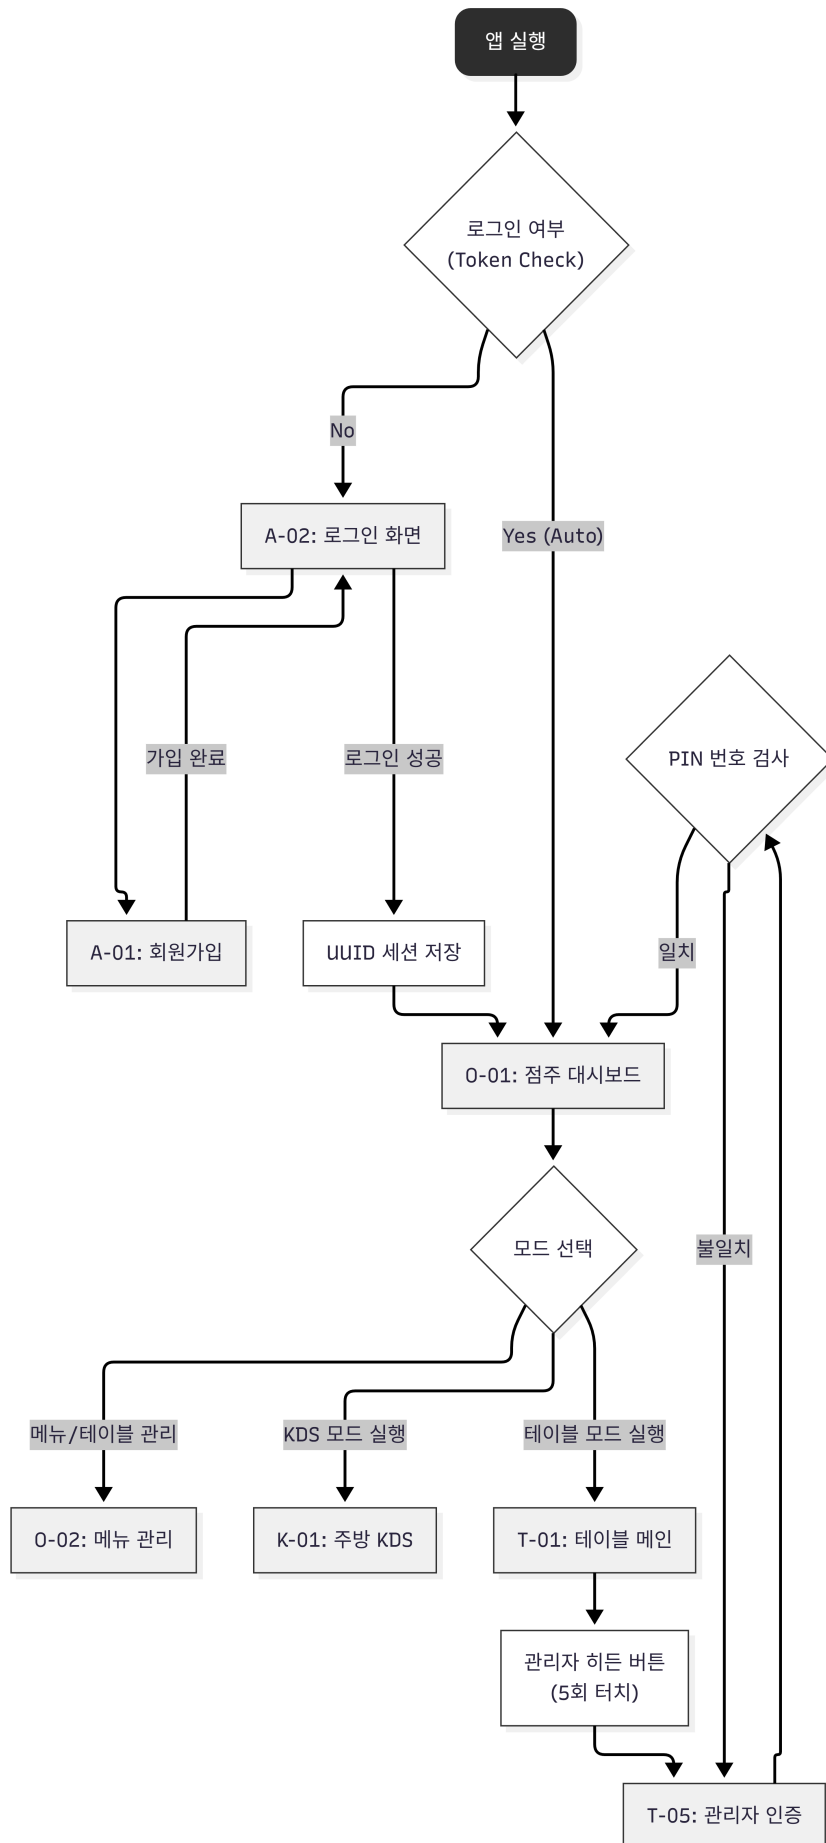 앱 실행
로그인 여부
(Token Check)
No
A-02: 로그인 화면
Yes (Auto)
가입 완료
로그인 성공
PIN 번호 검사
A-01: 회원가입
UUID 세션 저장
일치
O-01: 점주 대시보드
모드 선택
불일치
메뉴/테이블 관리
KDS 모드 실행
테이블 모드 실행
O-02: 메뉴 관리
K-01: 주방 KDS
T-01: 테이블 메인
관리자 히든 버튼
(5회 터치)
T-05: 관리자 인증